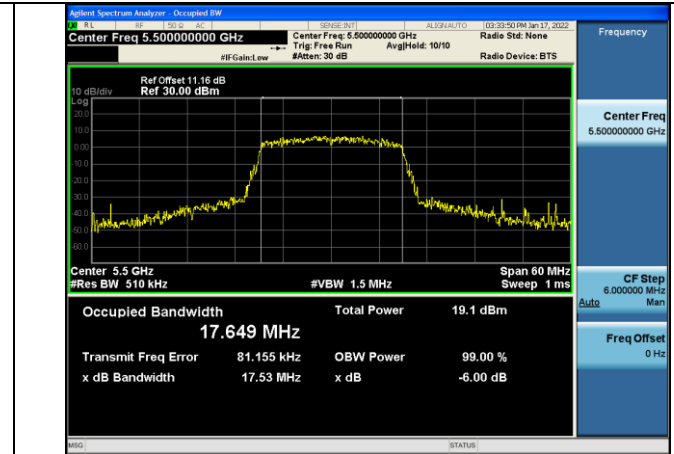 Agilent Spectrum Analyzer - Occupied BW
RL RF 50 Ω AC SENSE:INT ALIGNAUTO 03:33:50 PM Jan 17, 2022
Center Freq 5.500000000 GHz
Center Freq: 5.500000000 GHz
Radio Std: None
Trig: Free Run Avg|Hold: 10/10
#IFGain:Low #Atten: 30 dB Radio Device: BTS
Ref Offset 11.16 dB
10 dB/div Ref 30.00 dBm
Log
20.0
10.0
0.00
-10.0
-20.0
-30.0
-40.0
-50.0
-60.0
Center 5.5 GHz Span 60 MHz
#Res BW 510 kHz #VBW 1.5 MHz Sweep 1 ms
Occupied Bandwidth Total Power 19.1 dBm
17.649 MHz
Transmit Freq Error 81.155 kHz OBW Power 99.00 %
x dB Bandwidth 17.53 MHz x dB -6.00 dB
MSG STATUS
Frequency
Center Freq
5.500000000 GHz
CF Step
6.000000 MHz
Auto Man
Freq Offset
0 Hz